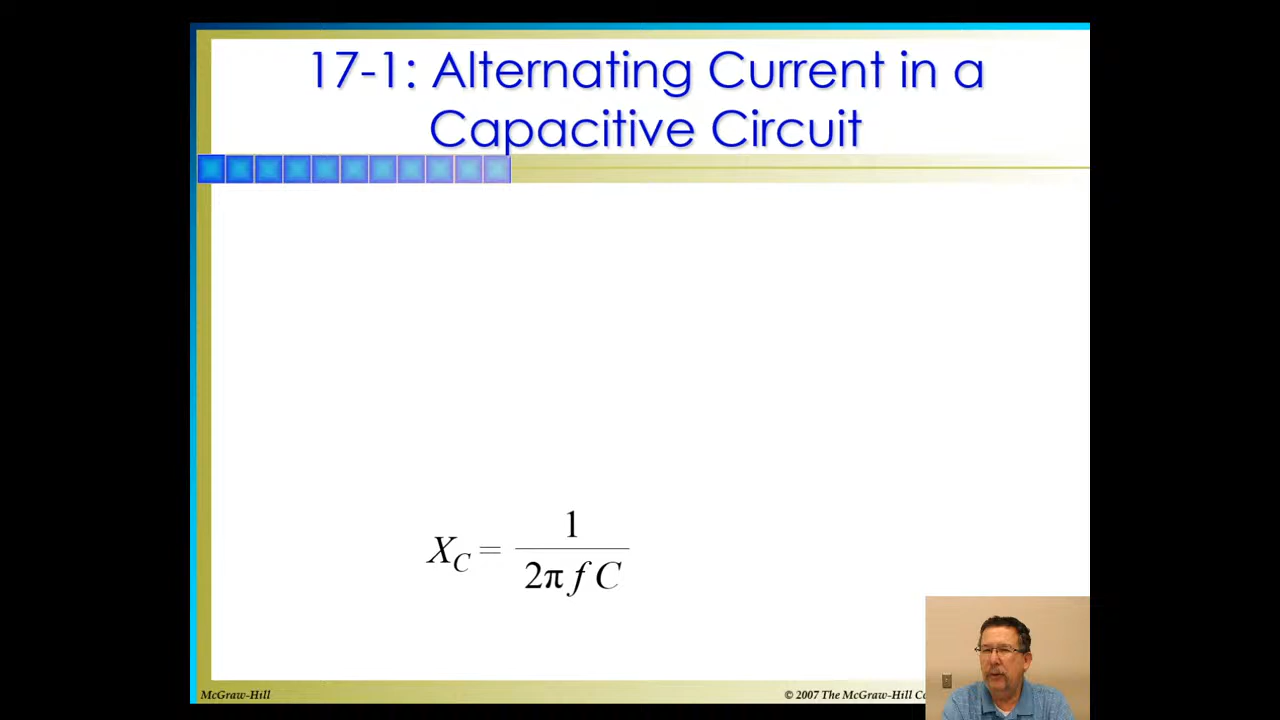 17-1: Alternating Current in a
Capacitive Circuit
X_C = 1 / 2π f C
McGraw-Hill
© 2007 The McGraw-Hill